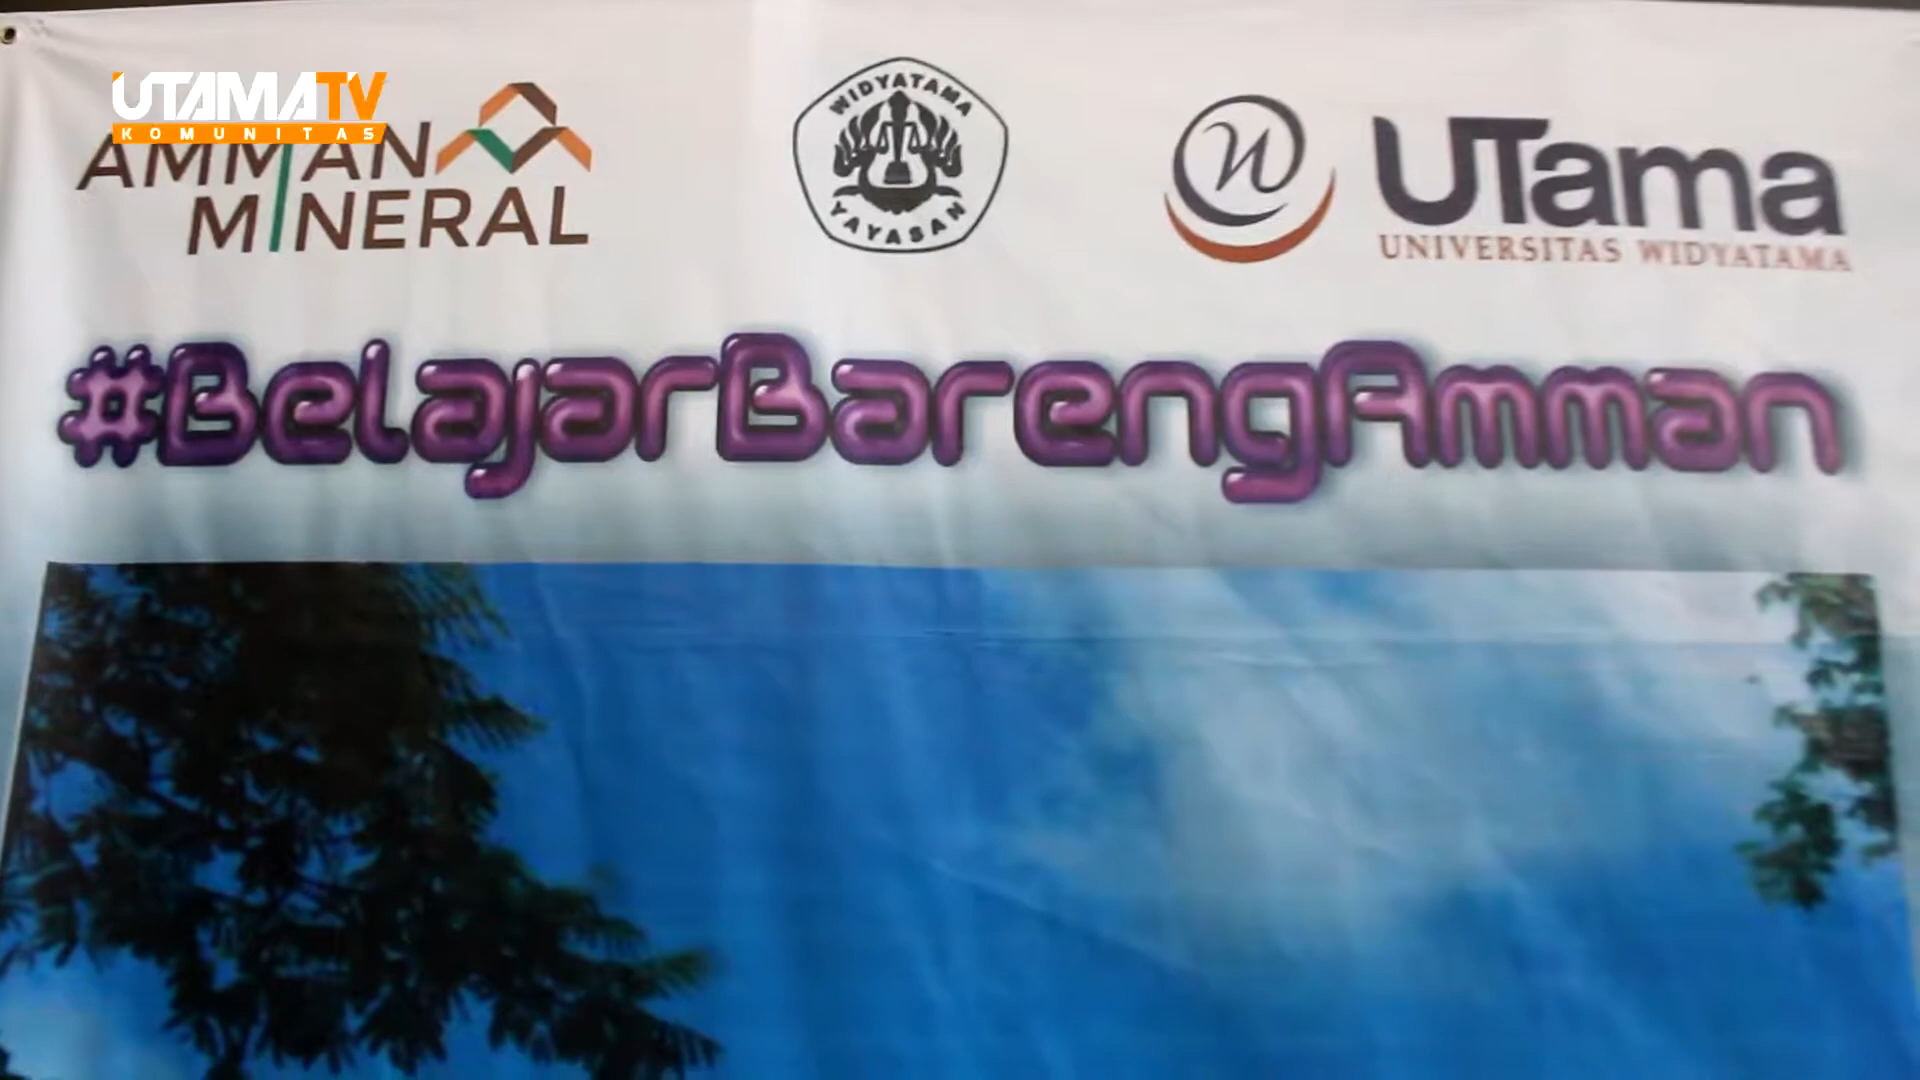 UTAMATV
KOMUNITAS
AMMAN
MINERAL
WIDYATAMA
YAYASAN
W
UTama
UNIVERSITAS WIDYATAMA
#BelajarBarengAmman